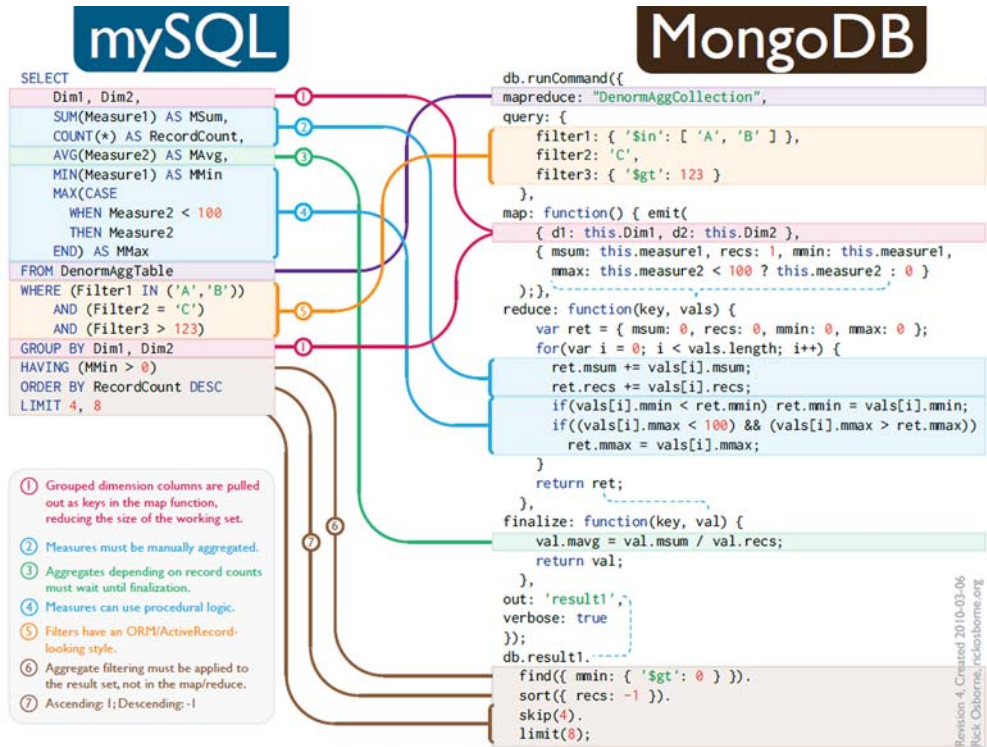 mySQL
SELECT
Dim1, Dim2,
SUM(Measure1) AS MSum,
COUNT(*) AS RecordCount,
AVG(Measure2) AS MAvg,
MIN(Measure1) AS MMin
MAX(CASE
WHEN Measure2 < 100
THEN Measure2
END) AS MMax
FROM DenormAggTable
WHERE (Filter1 IN ('A','B'))
AND (Filter2 = 'C')
AND (Filter3 > 123)
GROUP BY Dim1, Dim2
HAVING (MMin > 0)
ORDER BY RecordCount DESC
LIMIT 4, 8
1
2
3
4
5
1
6
7
1 Grouped dimension columns are pulled
out as keys in the map function,
reducing the size of the working set.
2 Measures must be manually aggregated.
3 Aggregates depending on record counts
must wait until finalization.
4 Measures can use procedural logic.
5 Filters have an ORM/ActiveRecord-
looking style.
6 Aggregate filtering must be applied to
the result set, not in the map/reduce.
7 Ascending: 1; Descending: -1
MongoDB
db.runCommand({
mapreduce: "DenormAggCollection",
query: {
filter1: { '$in': [ 'A', 'B' ] },
filter2: 'C',
filter3: { '$gt': 123 }
},
map: function() { emit(
{ d1: this.Dim1, d2: this.Dim2 },
{ msum: this.measure1, recs: 1, mmin: this.measure1,
mmax: this.measure2 < 100 ? this.measure2 : 0 }
);},
reduce: function(key, vals) {
var ret = { msum: 0, recs: 0, mmin: 0, mmax: 0 };
for(var i = 0; i < vals.length; i++) {
ret.msum += vals[i].msum;
ret.recs += vals[i].recs;
if(vals[i].mmin < ret.mmin) ret.mmin = vals[i].mmin;
if((vals[i].mmax < 100) && (vals[i].mmax > ret.mmax))
ret.mmax = vals[i].mmax;
}
return ret;
},
finalize: function(key, val) {
val.mavg = val.msum / val.recs;
return val;
},
out: 'result1',
verbose: true
});
db.result1.
find({ mmin: { '$gt': 0 } }).
sort({ recs: -1 }).
skip(4).
limit(8);
Revision 4, Created 2010-03-06
Rick Osborne, rickosborne.org